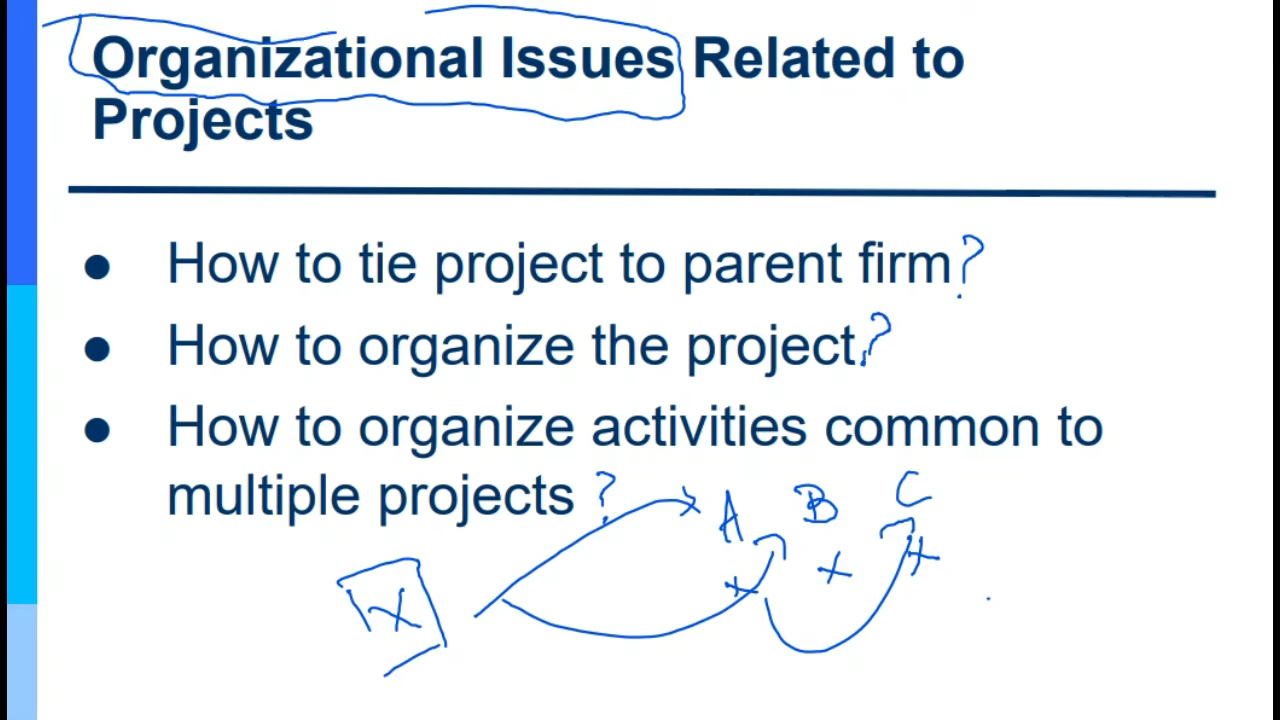 Organizational Issues Related to
Projects
● How to tie project to parent firm?
● How to organize the project?
● How to organize activities common to
multiple projects ?
A B C
X
x x x